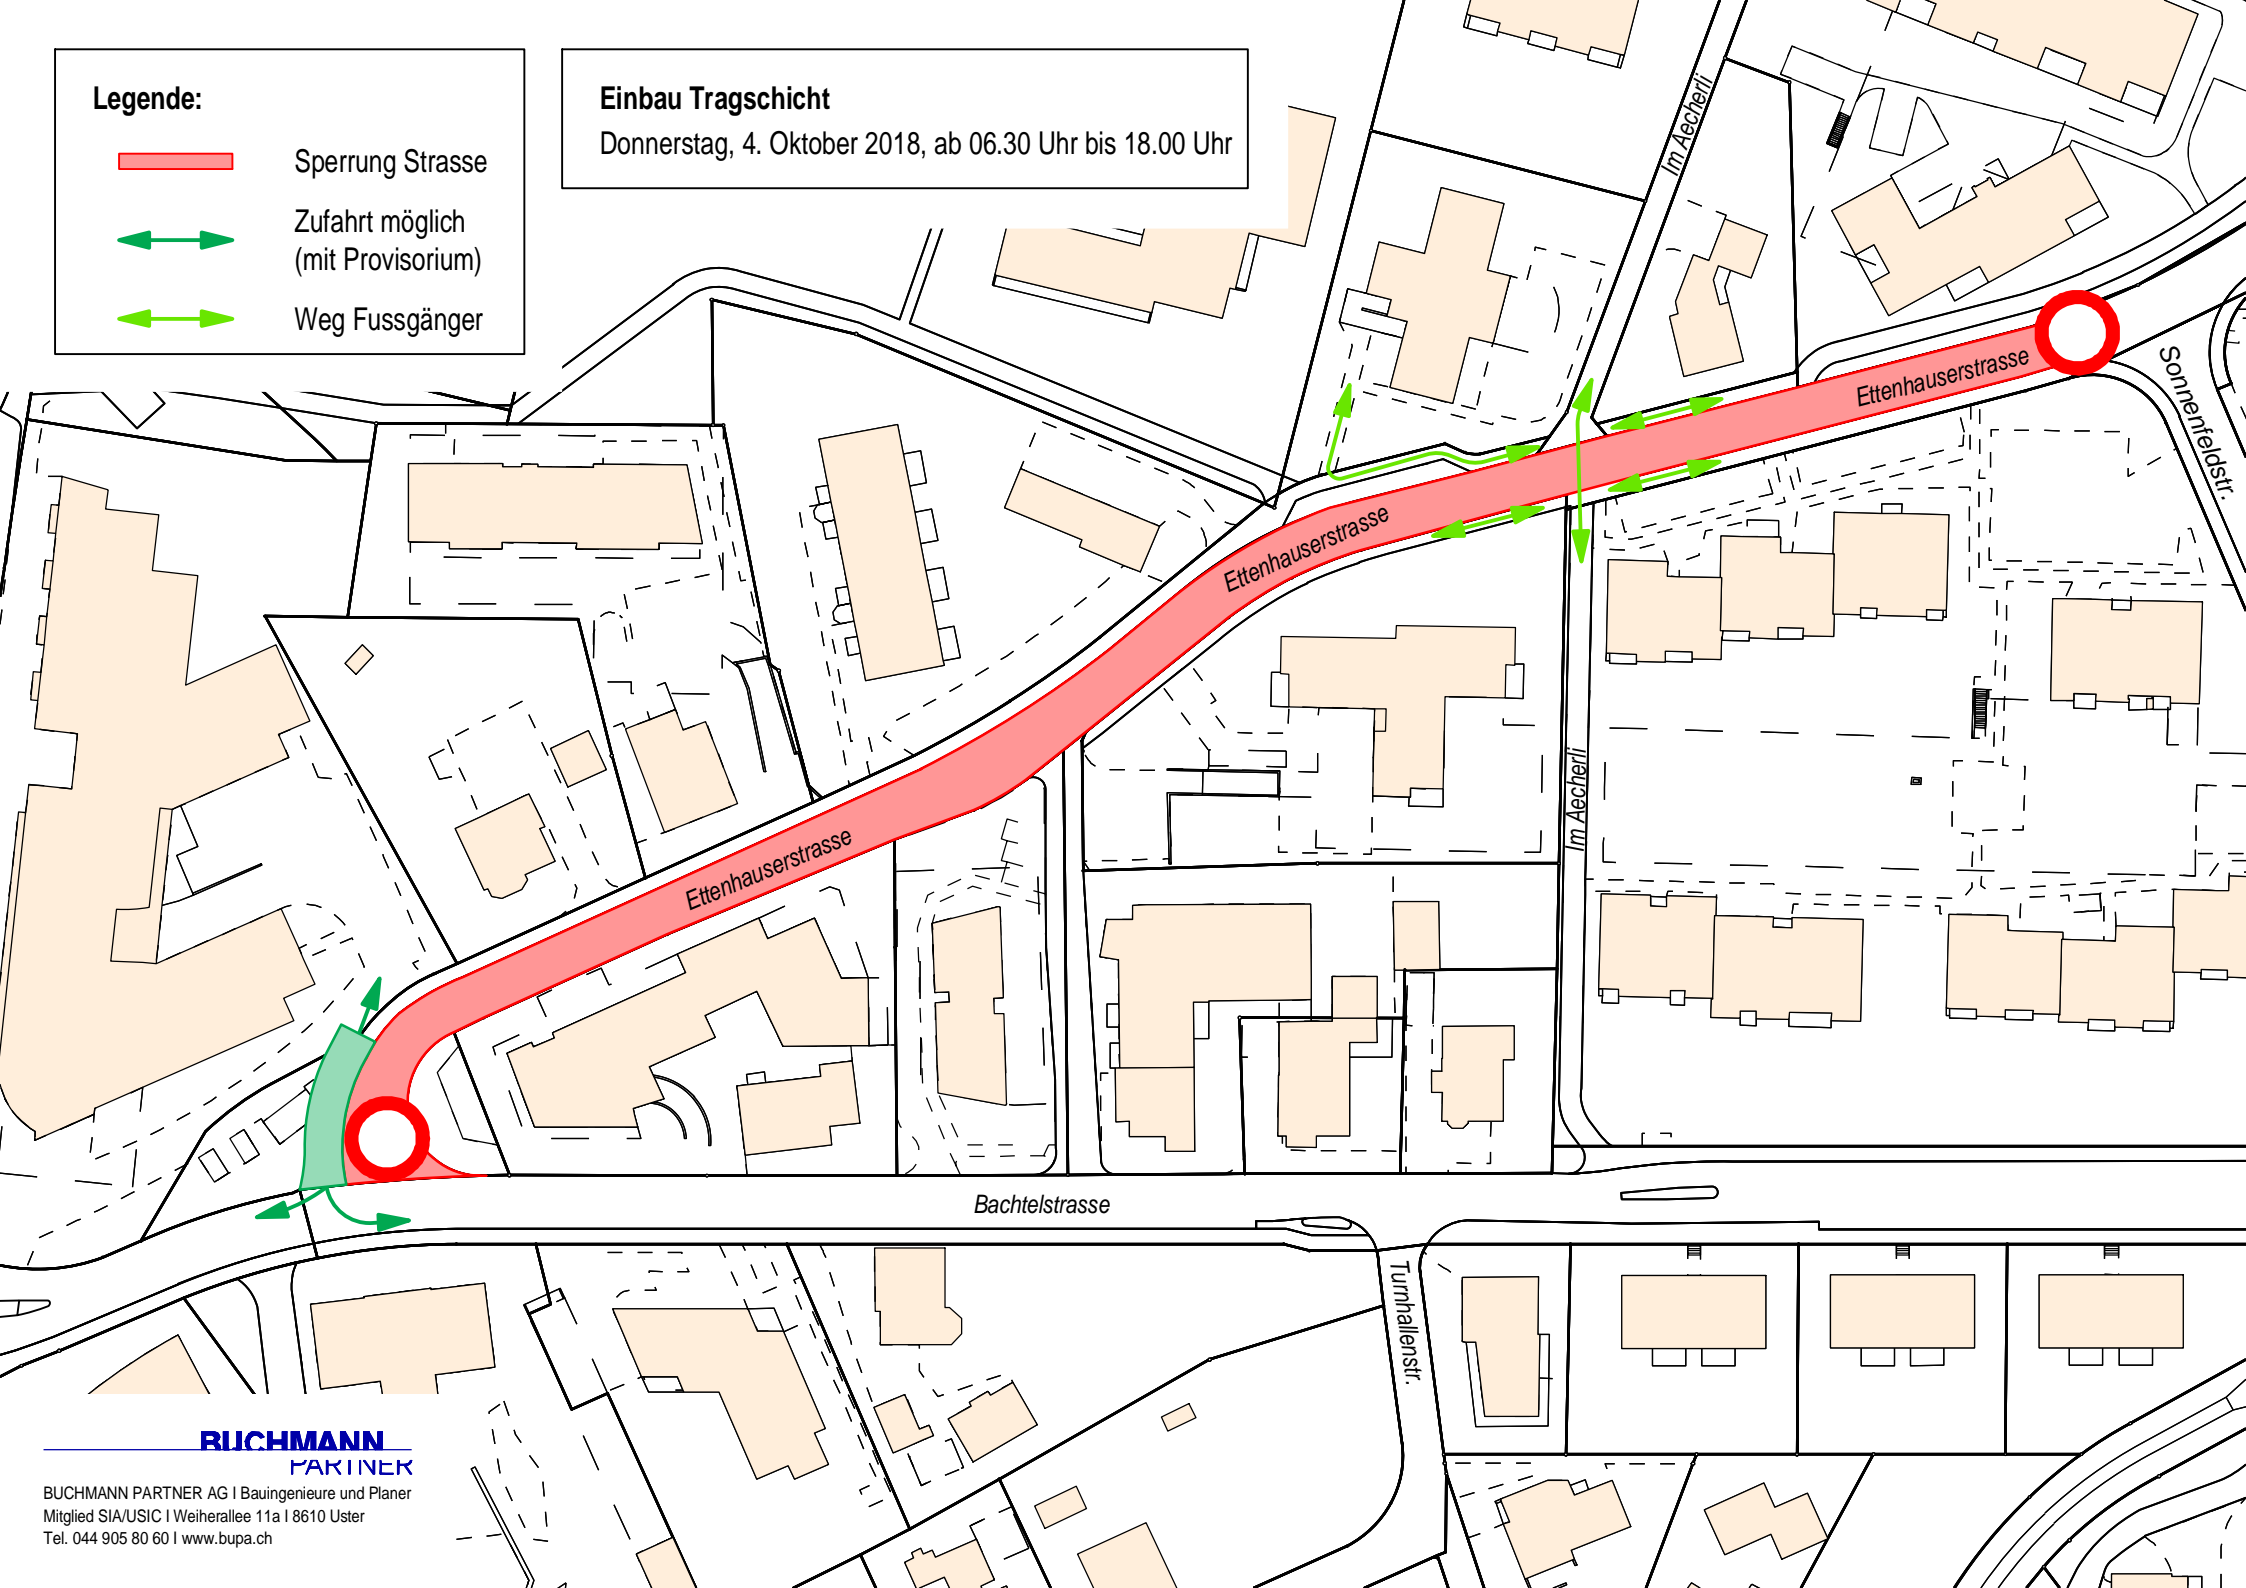 Legende:
Sperrung Strasse
Zufahrt möglich
(mit Provisorium)
Weg Fussgänger
Einbau Tragschicht
Donnerstag, 4. Oktober 2018, ab 06.30 Uhr bis 18.00 Uhr
Im Aecherli
Ettenhauserstrasse
Sonnenfeldstr.
Ettenhauserstrasse
Im Aecherli
Ettenhauserstrasse
Bachtelstrasse
Turnhallenstr.
BUCHMANN
PARTNER
BUCHMANN PARTNER AG I Bauingenieure und Planer
Mitglied SIA/USIC I Weiherallee 11a I 8610 Uster
Tel. 044 905 80 60 I www.bupa.ch